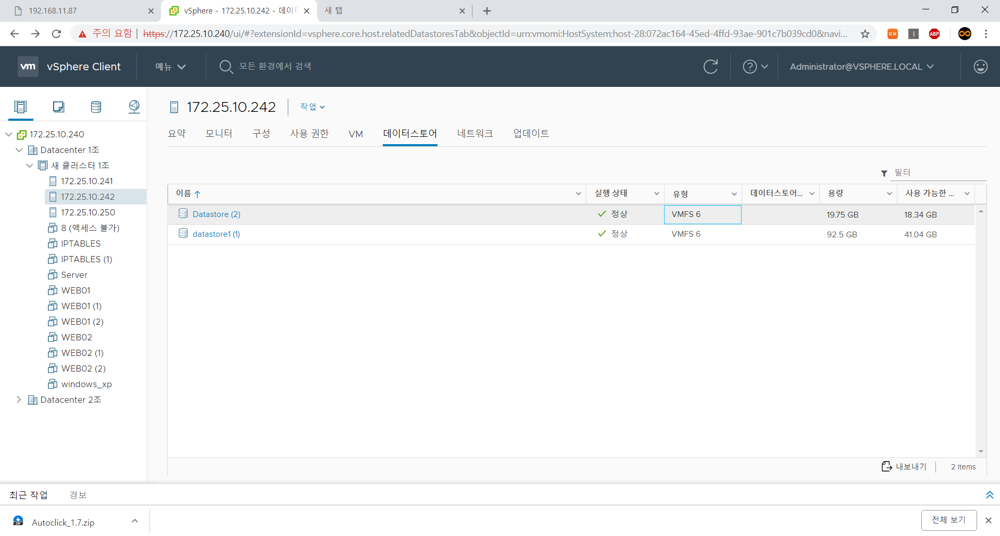 192.168.11.87
vSphere - 172.25.10.242 - 데이
새 탭
주의 요함 | https://172.25.10.240/ui/#?extensionId=vsphere.core.host.relatedDatastoresTab&objectId=urn:vmomi:HostSystem:host-28:072ac164-45ed-4ffd-93ae-901c7b039cd0&navi...
EX
ABP
vm vSphere Client
메뉴
모든 환경에서 검색
Administrator@VSPHERE.LOCAL
172.25.10.242
작업
요약 모니터 구성 사용 권한 VM 데이터스토어 네트워크 업데이트
172.25.10.240
Datacenter 1조
새 클러스터 1조
172.25.10.241
172.25.10.242
172.25.10.250
8 (액세스 불가)
IPTABLES
IPTABLES (1)
Server
WEB01
WEB01 (1)
WEB01 (2)
WEB02
WEB02 (1)
WEB02 (2)
windows_xp
Datacenter 2조
필터
이름 실행 상태 유형 데이터스토어... 용량 사용 가능한 ...
Datastore (2) 정상 VMFS 6 19.75 GB 18.34 GB
datastore1 (1) 정상 VMFS 6 92.5 GB 41.04 GB
내보내기 2 items
최근 작업 경보
ZIP
Autoclick_1.7.zip
전체 보기